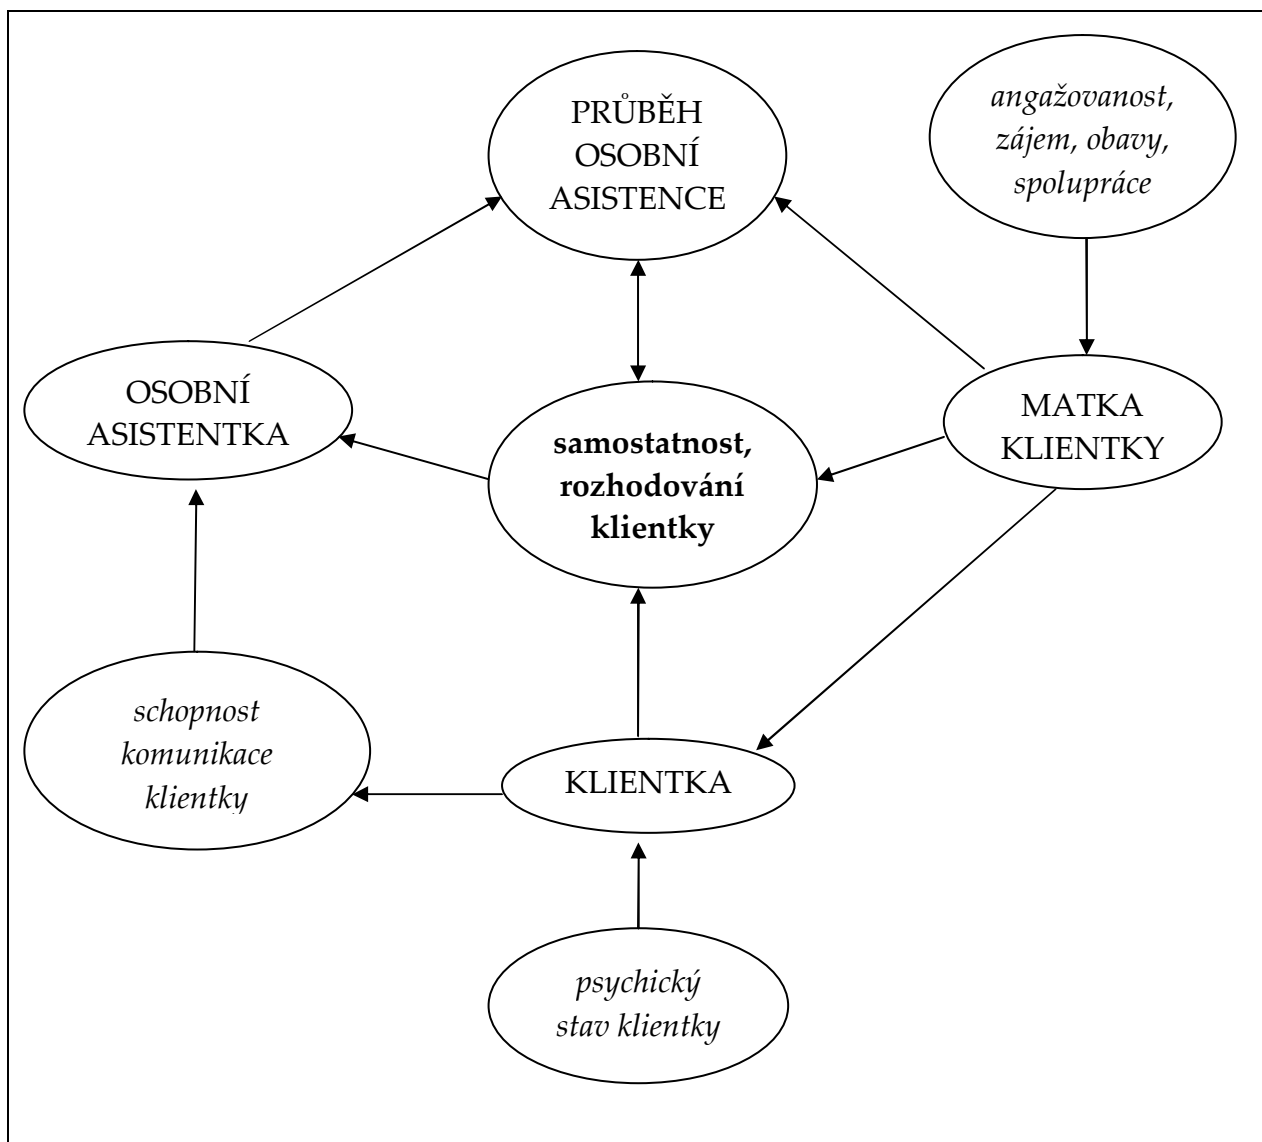 PRŮBĚH
OSOBNÍ
ASISTENCE
angažovanost,
zájem, obavy,
spolupráce
OSOBNÍ
ASISTENTKA
samostatnost,
rozhodování
klientky
MATKA
KLIENTKY
schopnost
komunikace
klientky
KLIENTKA
psychický
stav klientky